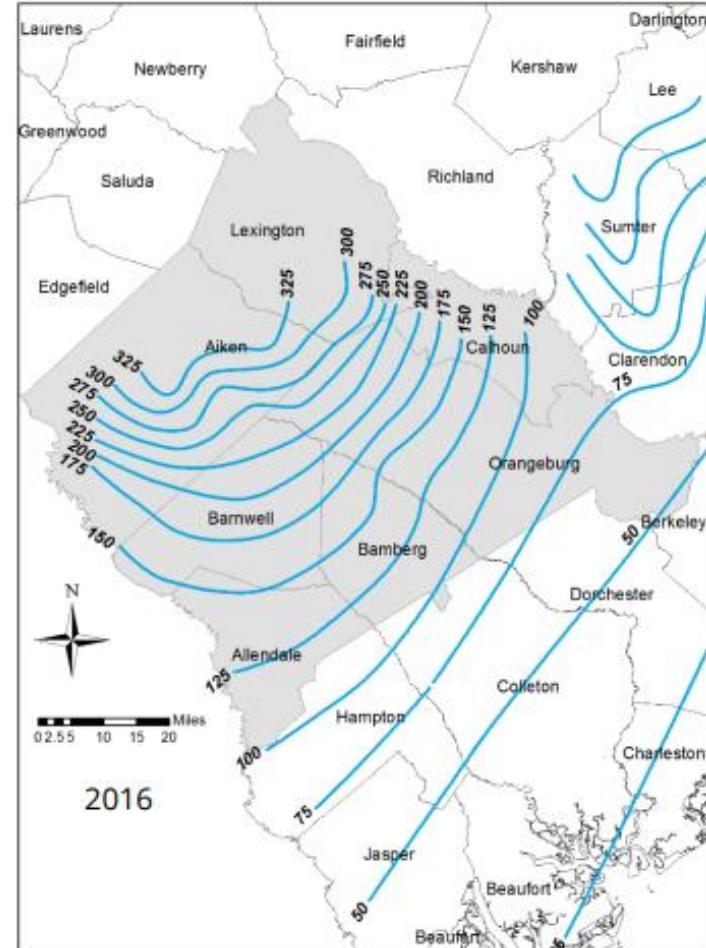 Darlington
Laurens
Fairfield
Newberry
Kershaw
Lee
Greenwood
Saluda
Richland
Sumter
Lexington
300
Edgefield
325
275
250
225
200
175
150
125
100
Aiken
Calhoun
Clarendon
325
300
75
275
250
225
200
175
Orangeburg
Barnwell
150
Bamberg
50
Berkeley
N
Dorchester
Allendale
125
Colleton
Miles
0 2.5 5 10 15 20
Hampton
100
Charleston
2016
75
Jasper
Beaufort
50
Beaufort